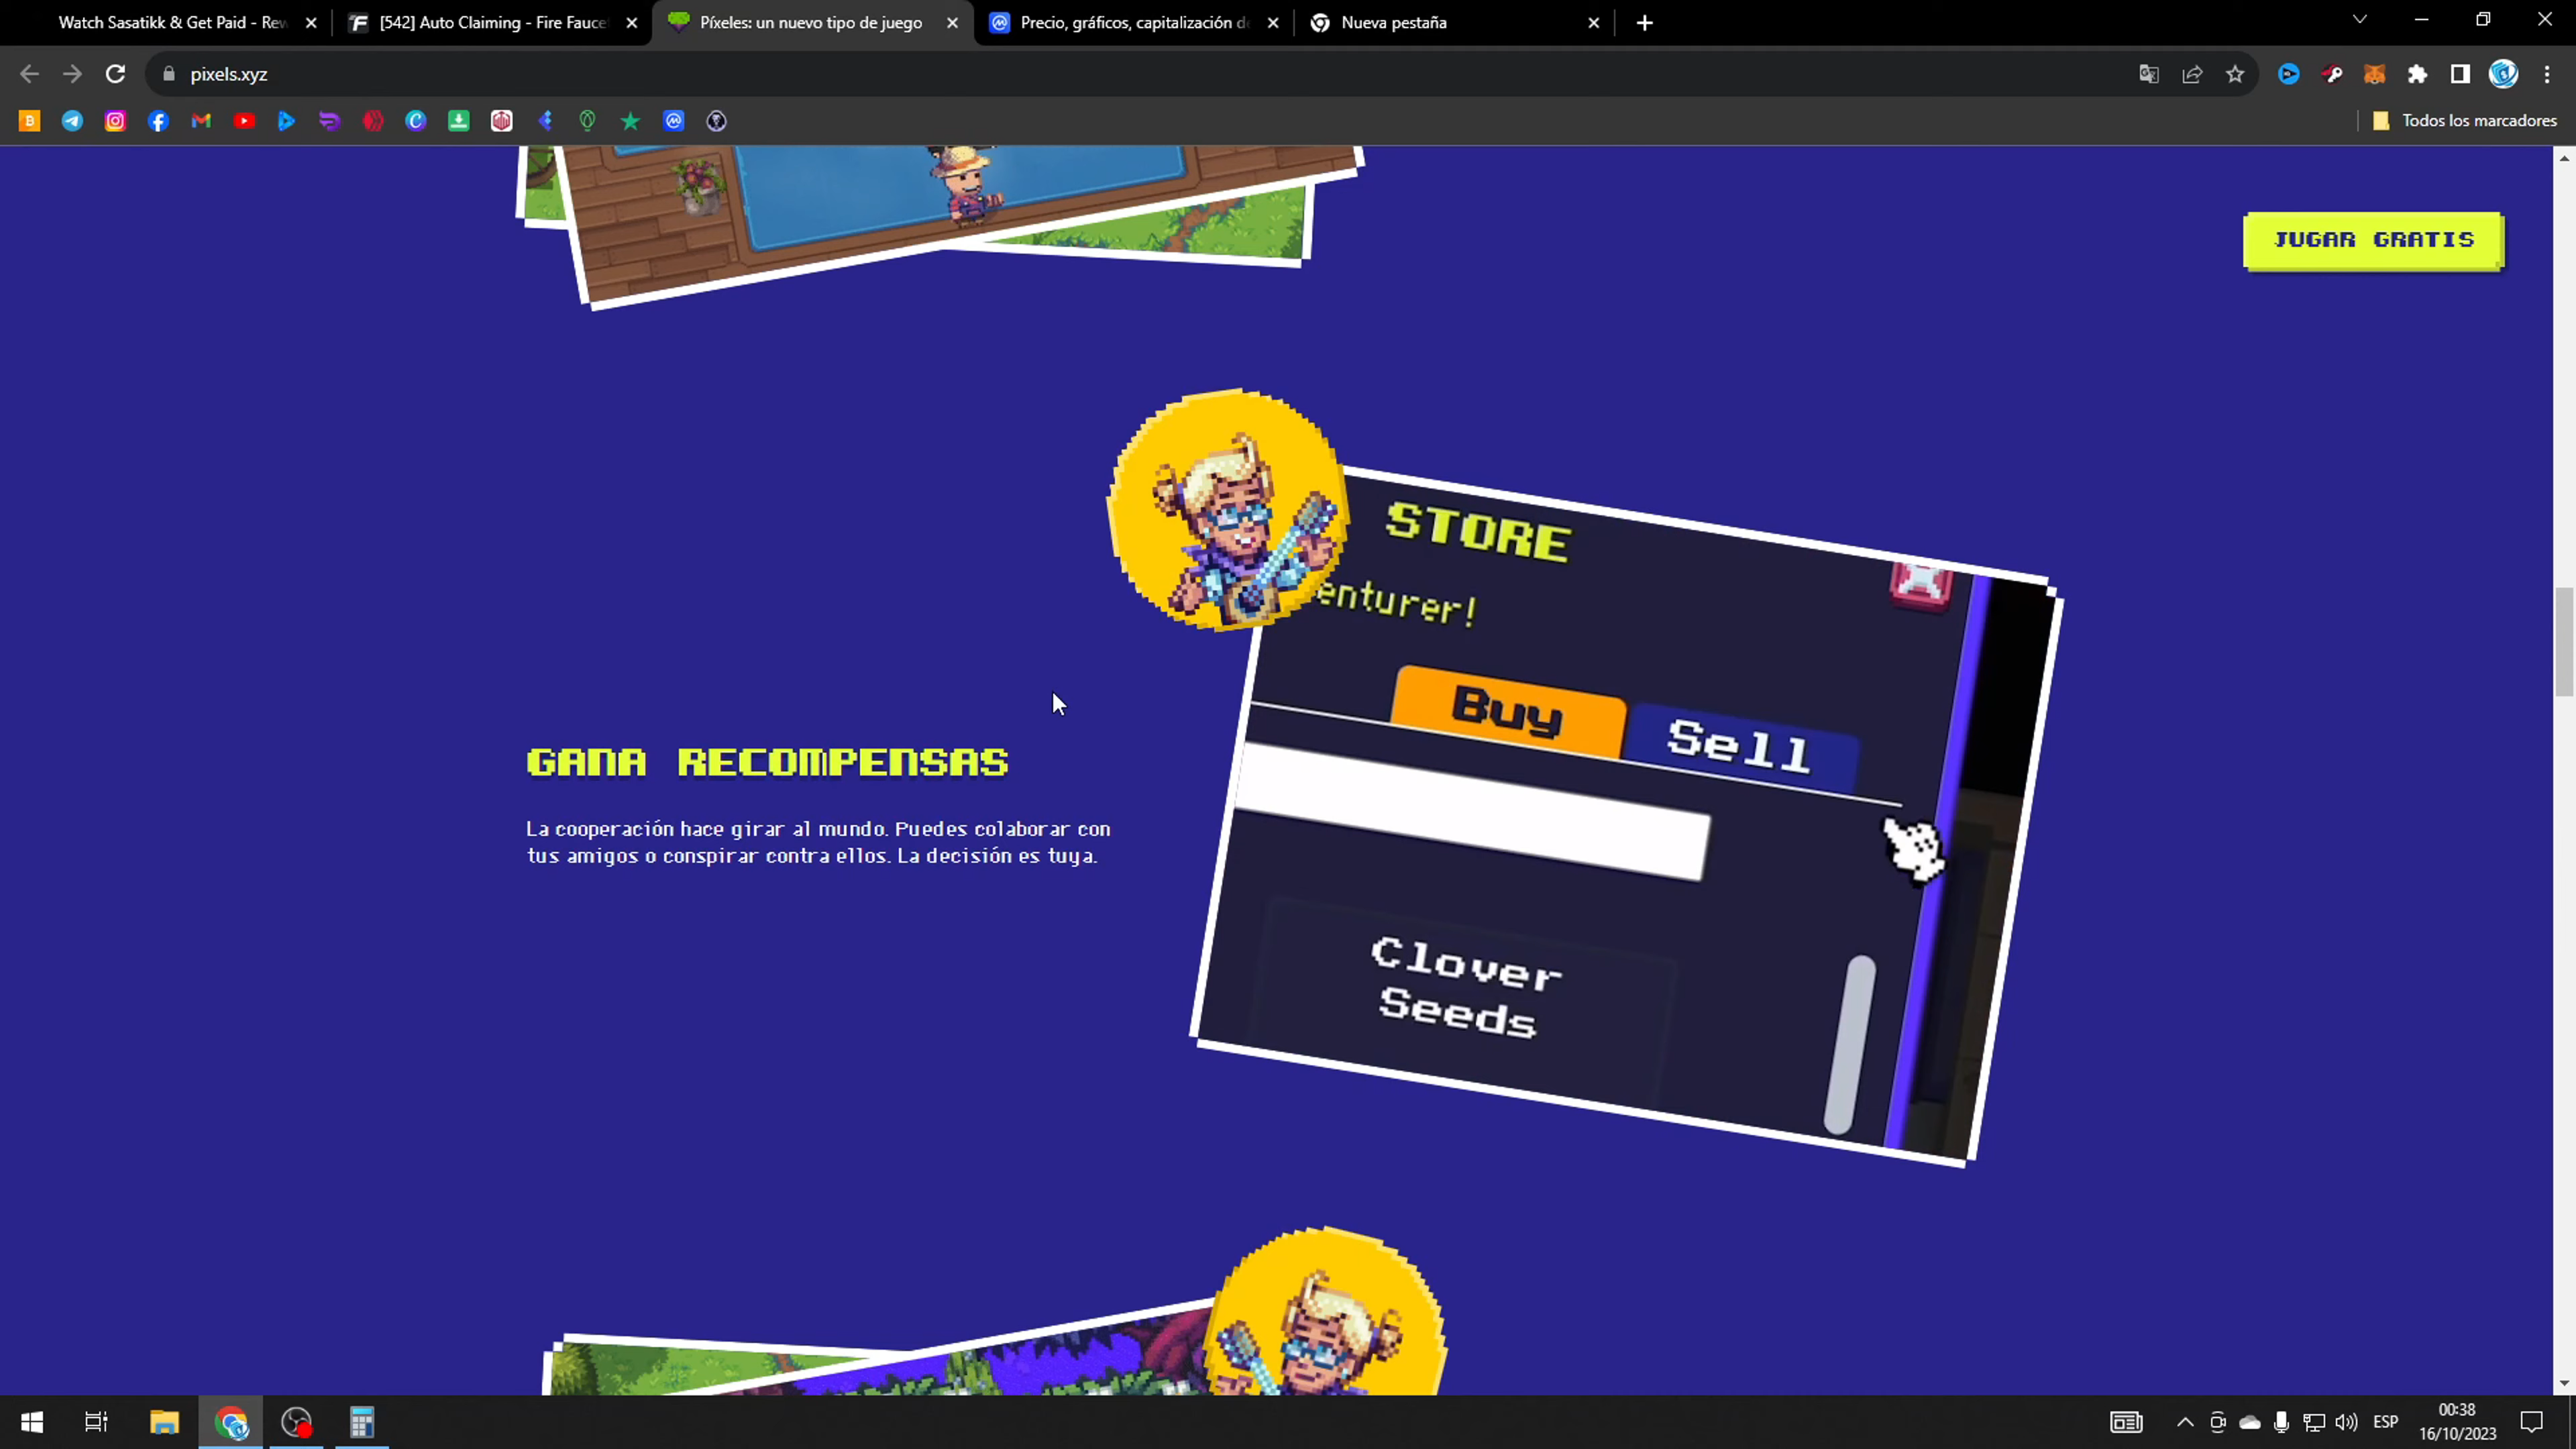 Watch Sasatikk & Get Paid - Rew
[542] Auto Claiming - Fire Fauce
Píxeles: un nuevo tipo de juego
Precio, gráficos, capitalización de
Nueva pestaña
pixels.xyz
Todos los marcadores
JUGAR GRATIS
STORE
enturer!
Buy
Sell
GANA RECOMPENSAS
La cooperación hace girar al mundo. Puedes colaborar con
tus amigos o conspirar contra ellos. La decisión es tuya.
Clover
Seeds
ESP
00:38
16/10/2023